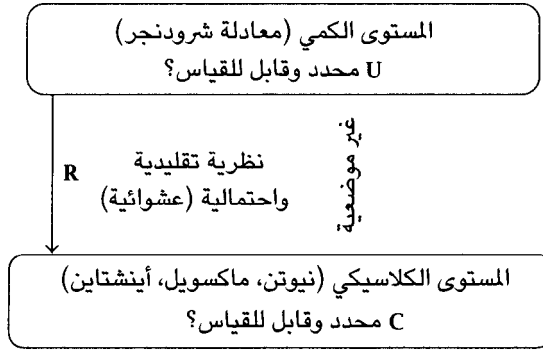 المستوى الكمي (معادلة شرودنجر)
U محدد وقابل للقياس؟
R
نظرية تقليدية
واحتمالية (عشوائية)
غير موضعية
المستوى الكلاسيكي (نيوتن، ماكسويل، أينشتاين)
C محدد وقابل للقياس؟